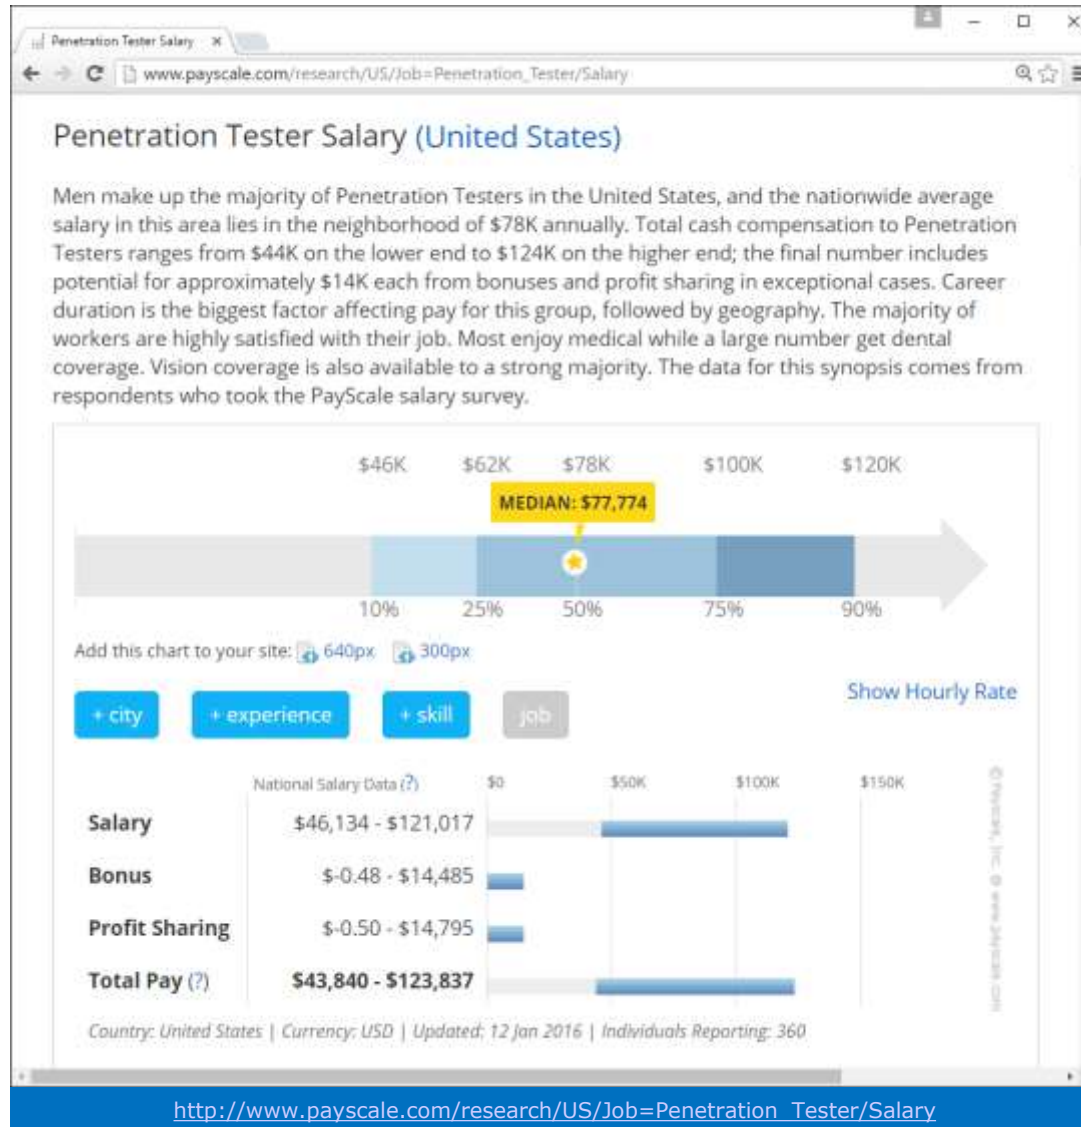 Penetration Tester Salary
www.payscale.com/research/US/Job=Penetration_Tester/Salary
Penetration Tester Salary (United States)
Men make up the majority of Penetration Testers in the United States, and the nationwide average
salary in this area lies in the neighborhood of $78K annually. Total cash compensation to Penetration
Testers ranges from $44K on the lower end to $124K on the higher end; the final number includes
potential for approximately $14K each from bonuses and profit sharing in exceptional cases. Career
duration is the biggest factor affecting pay for this group, followed by geography. The majority of
workers are highly satisfied with their job. Most enjoy medical while a large number get dental
coverage. Vision coverage is also available to a strong majority. The data for this synopsis comes from
respondents who took the PayScale salary survey.
$46K $62K $78K $100K $120K
MEDIAN: $77,774
10% 25% 50% 75% 90%
Add this chart to your site: 640px 300px
Show Hourly Rate
+ city + experience + skill job
National Salary Data (?) $0 $50K $100K $150K
Salary $46,134 - $121,017
Bonus $-0.48 - $14,485
Profit Sharing $-0.50 - $14,795
Total Pay (?) $43,840 - $123,837
© PayScale, Inc. @ www.payscale.com
Country: United States | Currency: USD | Updated: 12 Jan 2016 | Individuals Reporting: 360
http://www.payscale.com/research/US/Job=Penetration_Tester/Salary